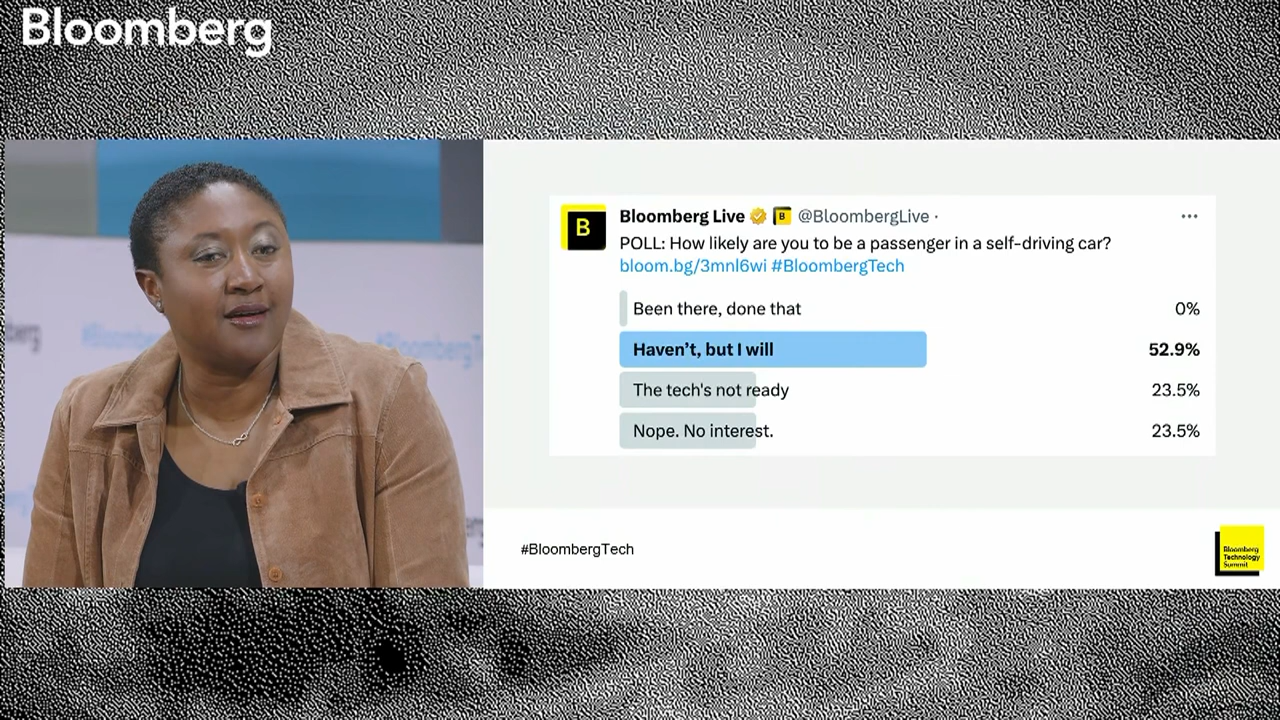 Bloomberg
Bloomberg Live @BloombergLive ·
POLL: How likely are you to be a passenger in a self-driving car?
bloom.bg/3mnl6wi #BloombergTech
Been there, done that 0%
Haven't, but I will 52.9%
The tech's not ready 23.5%
Nope. No interest. 23.5%
#BloombergTech
Bloomberg
Technology
Summit
B
B
#BloombergTech